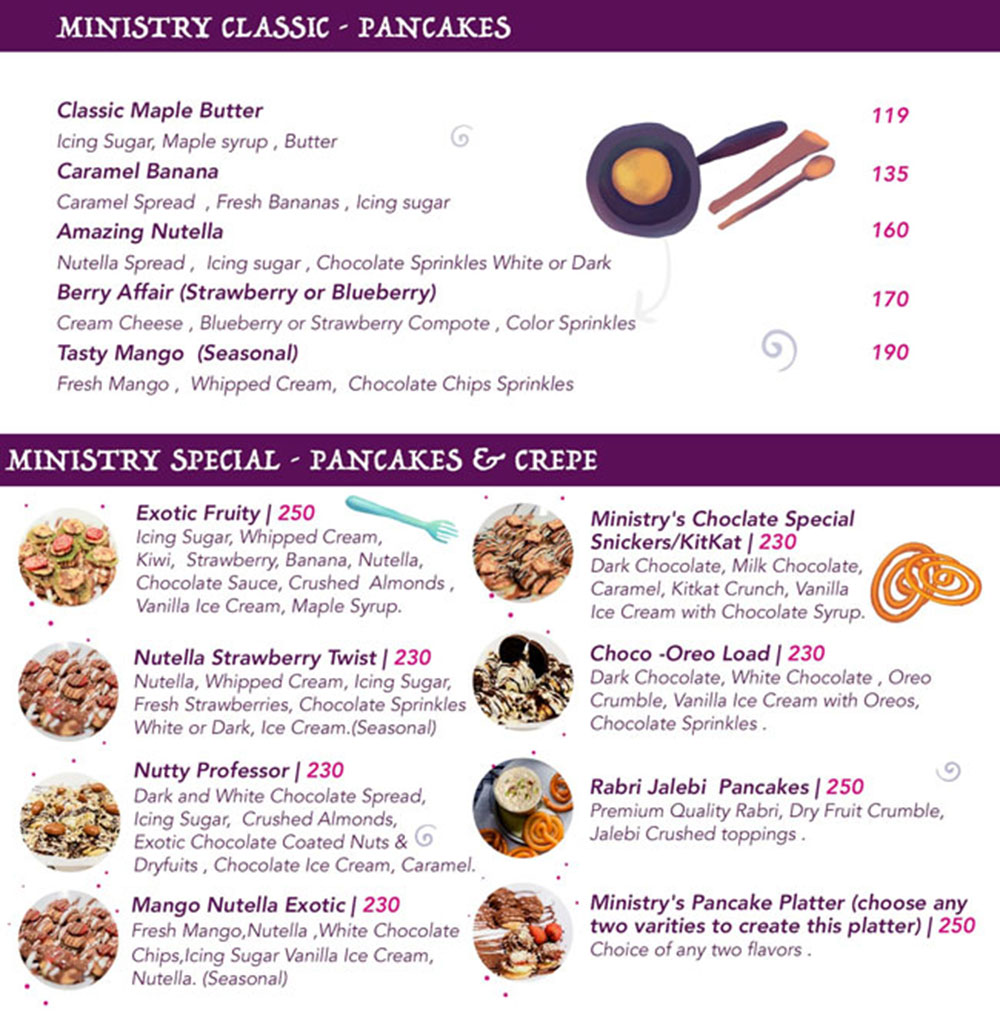 MINISTRY CLASSIC - PANCAKES
Classic Maple Butter 119
Icing Sugar, Maple syrup , Butter
Caramel Banana 135
Caramel Spread , Fresh Bananas , Icing sugar
Amazing Nutella 160
Nutella Spread , Icing sugar , Chocolate Sprinkles White or Dark
Berry Affair (Strawberry or Blueberry) 170
Cream Cheese , Blueberry or Strawberry Compote , Color Sprinkles
Tasty Mango (Seasonal) 190
Fresh Mango , Whipped Cream, Chocolate Chips Sprinkles
MINISTRY SPECIAL - PANCAKES & CREPE
Exotic Fruity | 250
Icing Sugar, Whipped Cream,
Kiwi, Strawberry, Banana, Nutella,
Chocolate Sauce, Crushed Almonds ,
Vanilla Ice Cream, Maple Syrup.
Nutella Strawberry Twist | 230
Nutella, Whipped Cream, Icing Sugar,
Fresh Strawberries, Chocolate Sprinkles
White or Dark, Ice Cream.(Seasonal)
Nutty Professor | 230
Dark and White Chocolate Spread,
Icing Sugar, Crushed Almonds,
Exotic Chocolate Coated Nuts &
Dryfuits , Chocolate Ice Cream, Caramel.
Mango Nutella Exotic | 230
Fresh Mango,Nutella ,White Chocolate
Chips,Icing Sugar Vanilla Ice Cream,
Nutella. (Seasonal)
Ministry's Choclate Special
Snickers/KitKat | 230
Dark Chocolate, Milk Chocolate,
Caramel, Kitkat Crunch, Vanilla
Ice Cream with Chocolate Syrup.
Choco -Oreo Load | 230
Dark Chocolate, White Chocolate , Oreo
Crumble, Vanilla Ice Cream with Oreos,
Chocolate Sprinkles .
Rabri Jalebi Pancakes | 250
Premium Quality Rabri, Dry Fruit Crumble,
Jalebi Crushed toppings .
Ministry's Pancake Platter (choose any
two varities to create this platter) | 250
Choice of any two flavors .